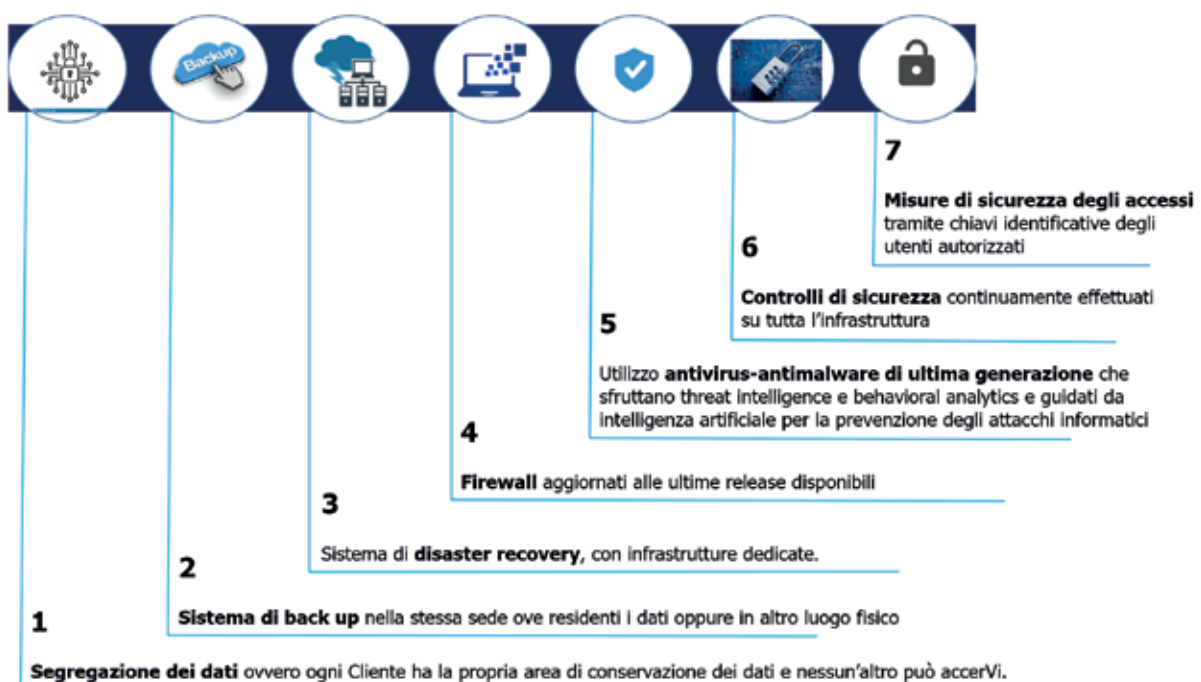 Backup
7
Misure di sicurezza degli accessi
tramite chiavi identificative degli
utenti autorizzati
6
Controlli di sicurezza continuamente effettuati
su tutta l'infrastruttura
5
Utilizzo antivirus-antimalware di ultima generazione che
sfruttano threat intelligence e behavioral analytics e guidati da
intelligenza artificiale per la prevenzione degli attacchi informatici
4
Firewall aggiornati alle ultime release disponibili
3
Sistema di disaster recovery, con infrastrutture dedicate.
2
Sistema di back up nella stessa sede ove residenti i dati oppure in altro luogo fisico
1
Segregazione dei dati ovvero ogni Cliente ha la propria area di conservazione dei dati e nessun'altro può accerVi.